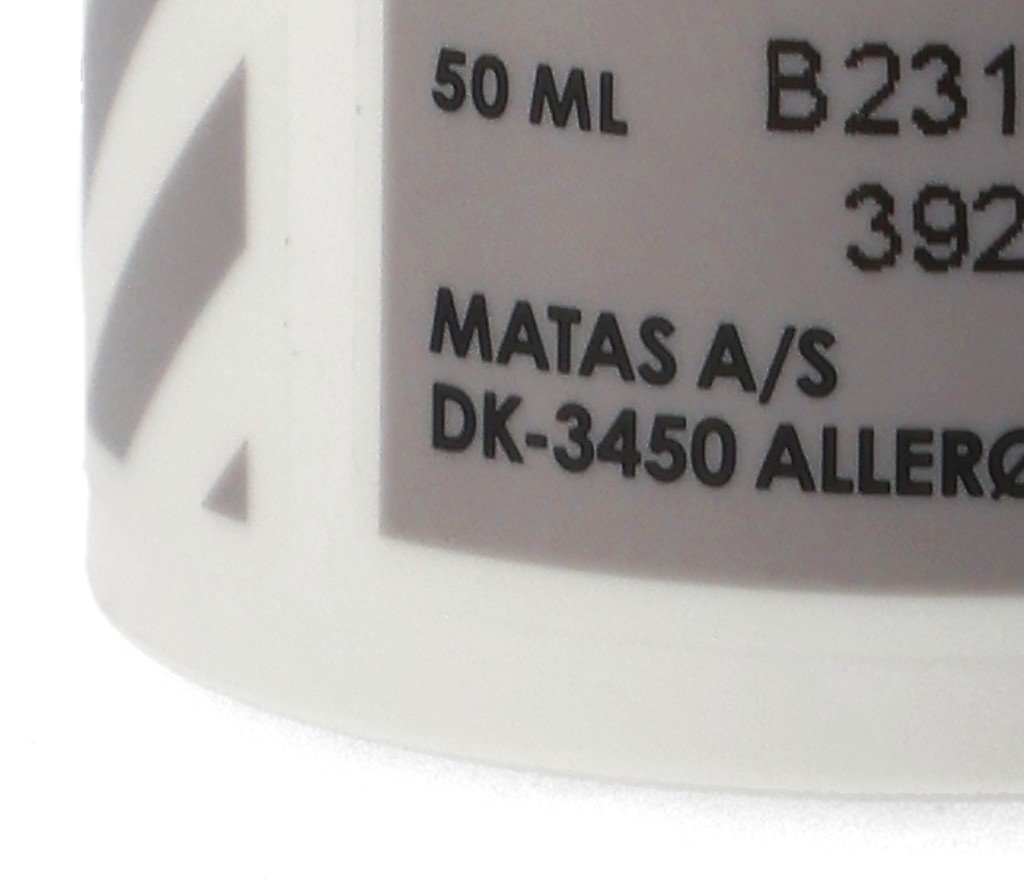 50 ML B231
392
MATAS A/S
DK-3450 ALLERØ